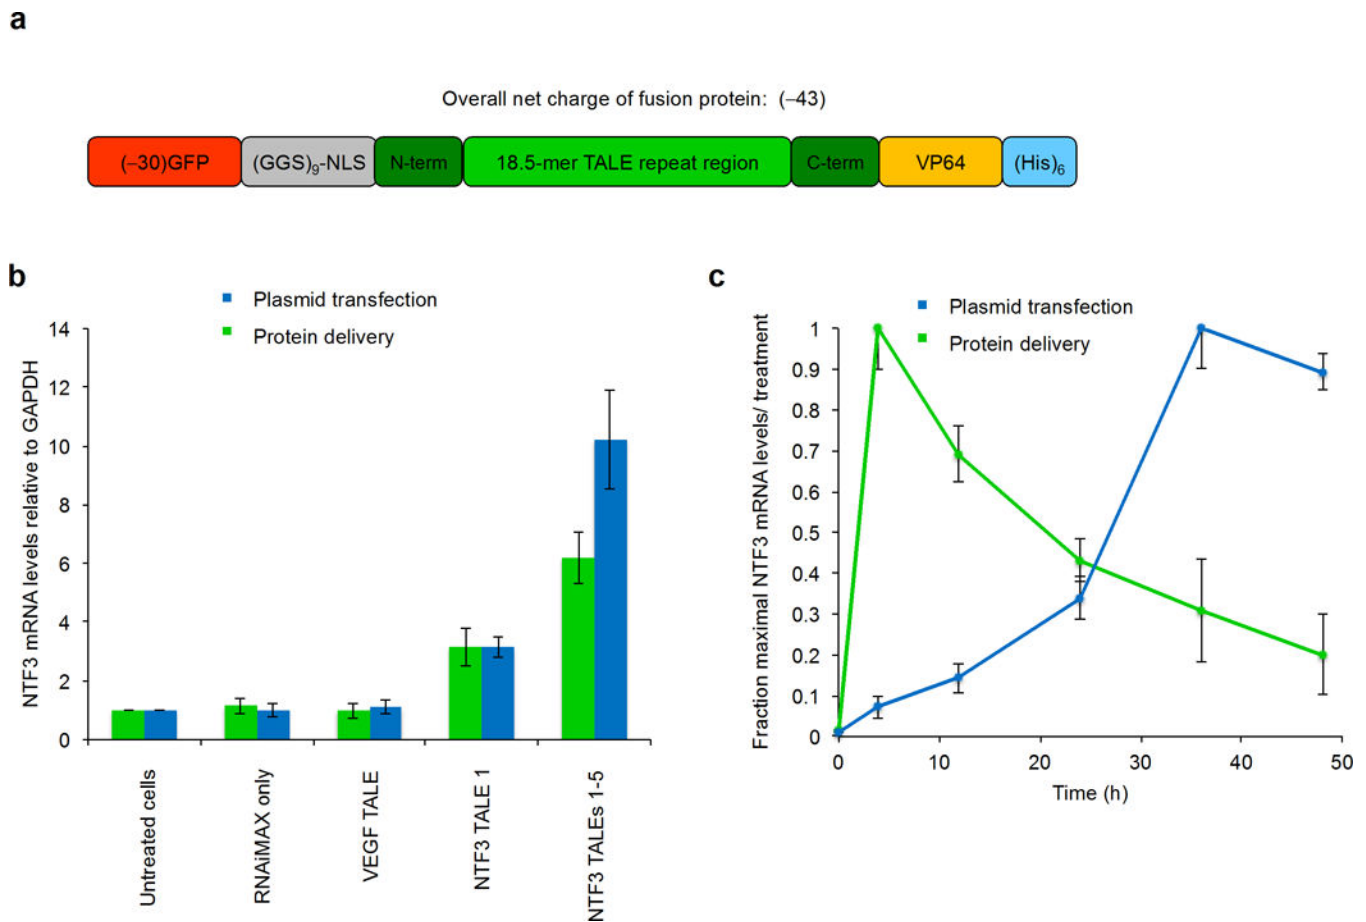 a
Overall net charge of fusion protein: (−43)
(−30)GFP
(GGS)9-NLS
N-term
18.5-mer TALE repeat region
C-term
VP64
(His)6
b
Plasmid transfection
Protein delivery
NTF3 mRNA levels relative to GAPDH
14
12
10
8
6
4
2
0
Untreated cells
RNAiMAX only
VEGF TALE
NTF3 TALE 1
NTF3 TALEs 1-5
c
Plasmid transfection
Protein delivery
Fraction maximal NTF3 mRNA levels/ treatment
1
0.9
0.8
0.7
0.6
0.5
0.4
0.3
0.2
0.1
0
0
10
20
30
40
50
Time (h)